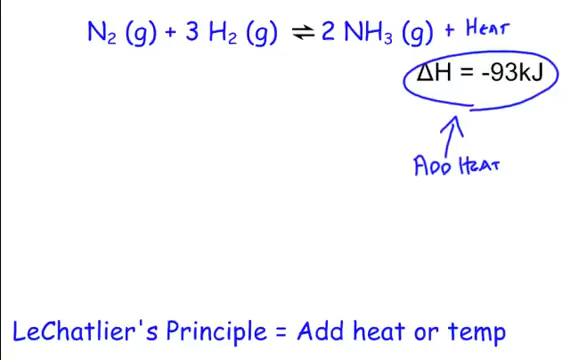 N₂ (g) + 3 H₂ (g) ⇌ 2 NH₃ (g) + HEAT
ΔH = -93kJ
ADD HEAT
LeChatlier's Principle = Add heat or temp